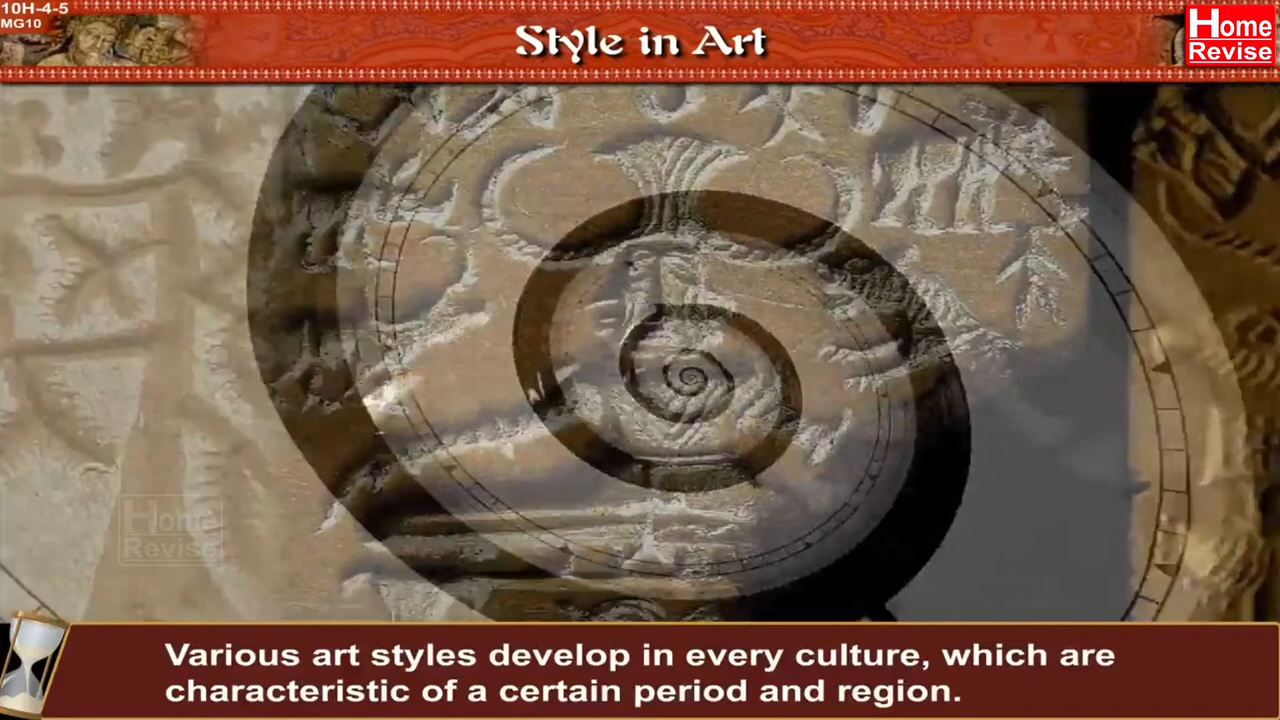 10H-4-5
MG10
Style in Art
Home
Revise
Home
Revise
Various art styles develop in every culture, which are
characteristic of a certain period and region.